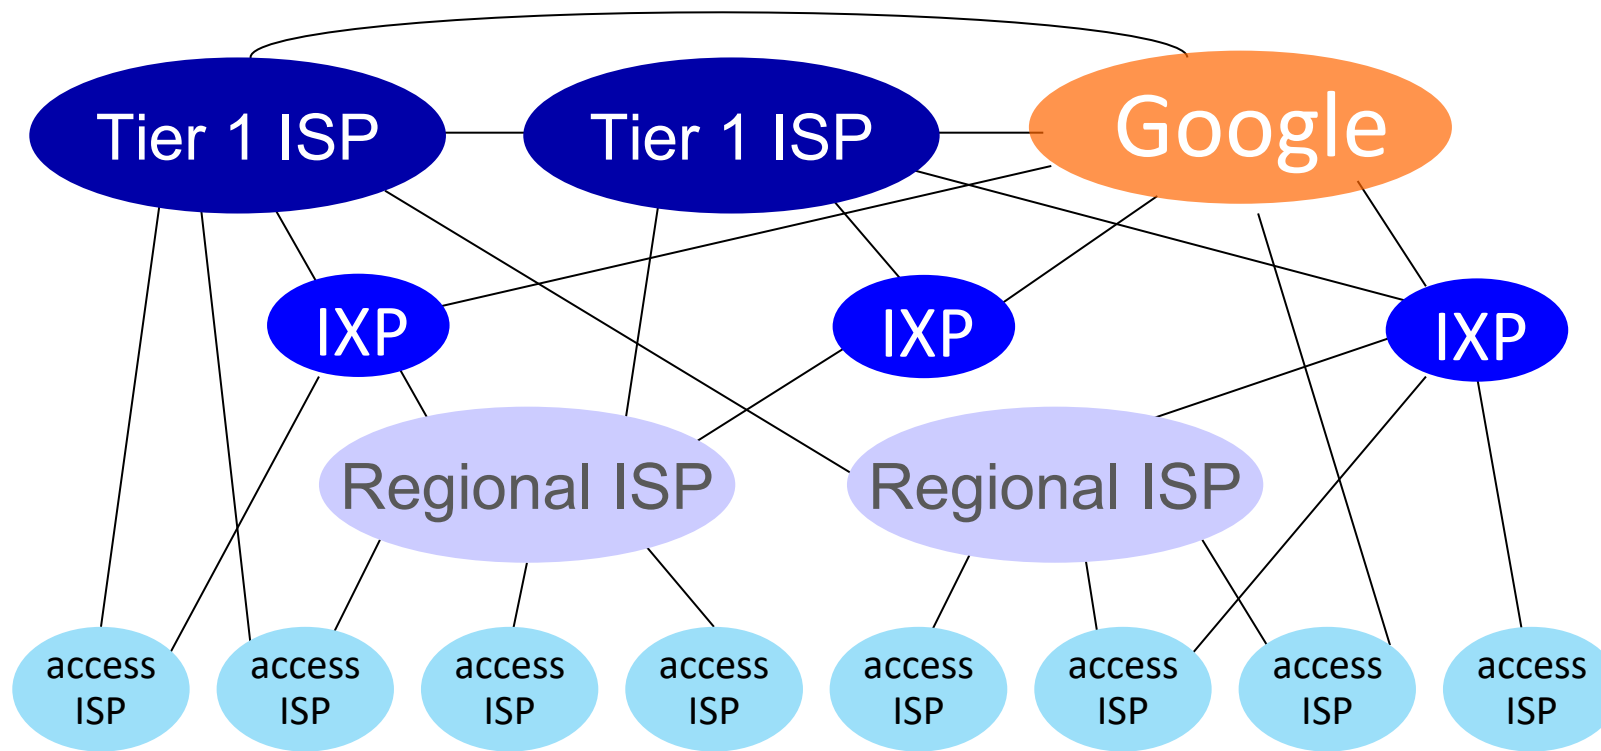 Tier 1 ISP
Tier 1 ISP
Google
IXP
IXP
IXP
Regional ISP
Regional ISP
access
ISP
access
ISP
access
ISP
access
ISP
access
ISP
access
ISP
access
ISP
access
ISP